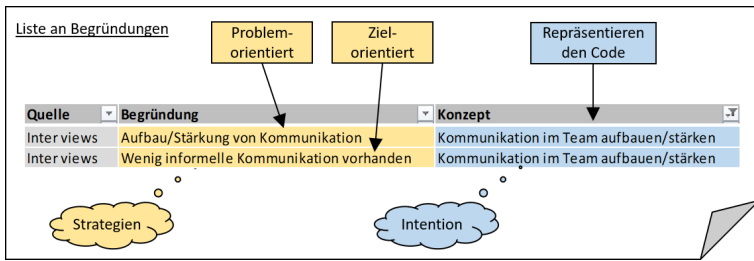 Liste an Begründungen
Problem-
orientiert
Ziel-
orientiert
Repräsentieren
den Code
Quelle Begründung Konzept
Interviews Aufbau/Stärkung von Kommunikation Kommunikation im Team aufbauen/stärken
Interviews Wenig informelle Kommunikation vorhanden Kommunikation im Team aufbauen/stärken
Strategien
Intention